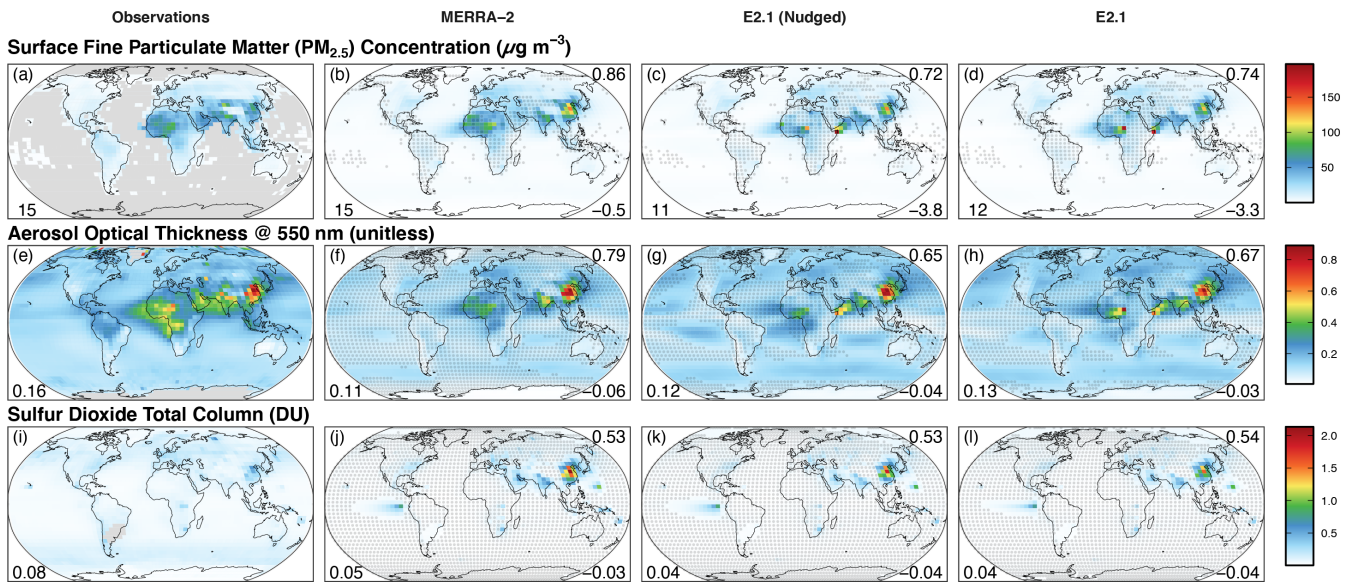 Observations MERRA−2 E2.1 (Nudged) E2.1
Surface Fine Particulate Matter (PM2.5) Concentration (μg m−3)
(a) (b) 0.86 (c) 0.72 (d) 0.74
150
100
50
15 15 −0.5 11 −3.8 12 −3.3
Aerosol Optical Thickness @ 550 nm (unitless)
(e) (f) 0.79 (g) 0.65 (h) 0.67
0.8
0.6
0.4
0.2
0.16 0.11 −0.06 0.12 −0.04 0.13 −0.03
Sulfur Dioxide Total Column (DU)
(i) (j) 0.53 (k) 0.53 (l) 0.54
2.0
1.5
1.0
0.5
0.08 0.05 −0.03 0.04 −0.04 0.04 −0.04